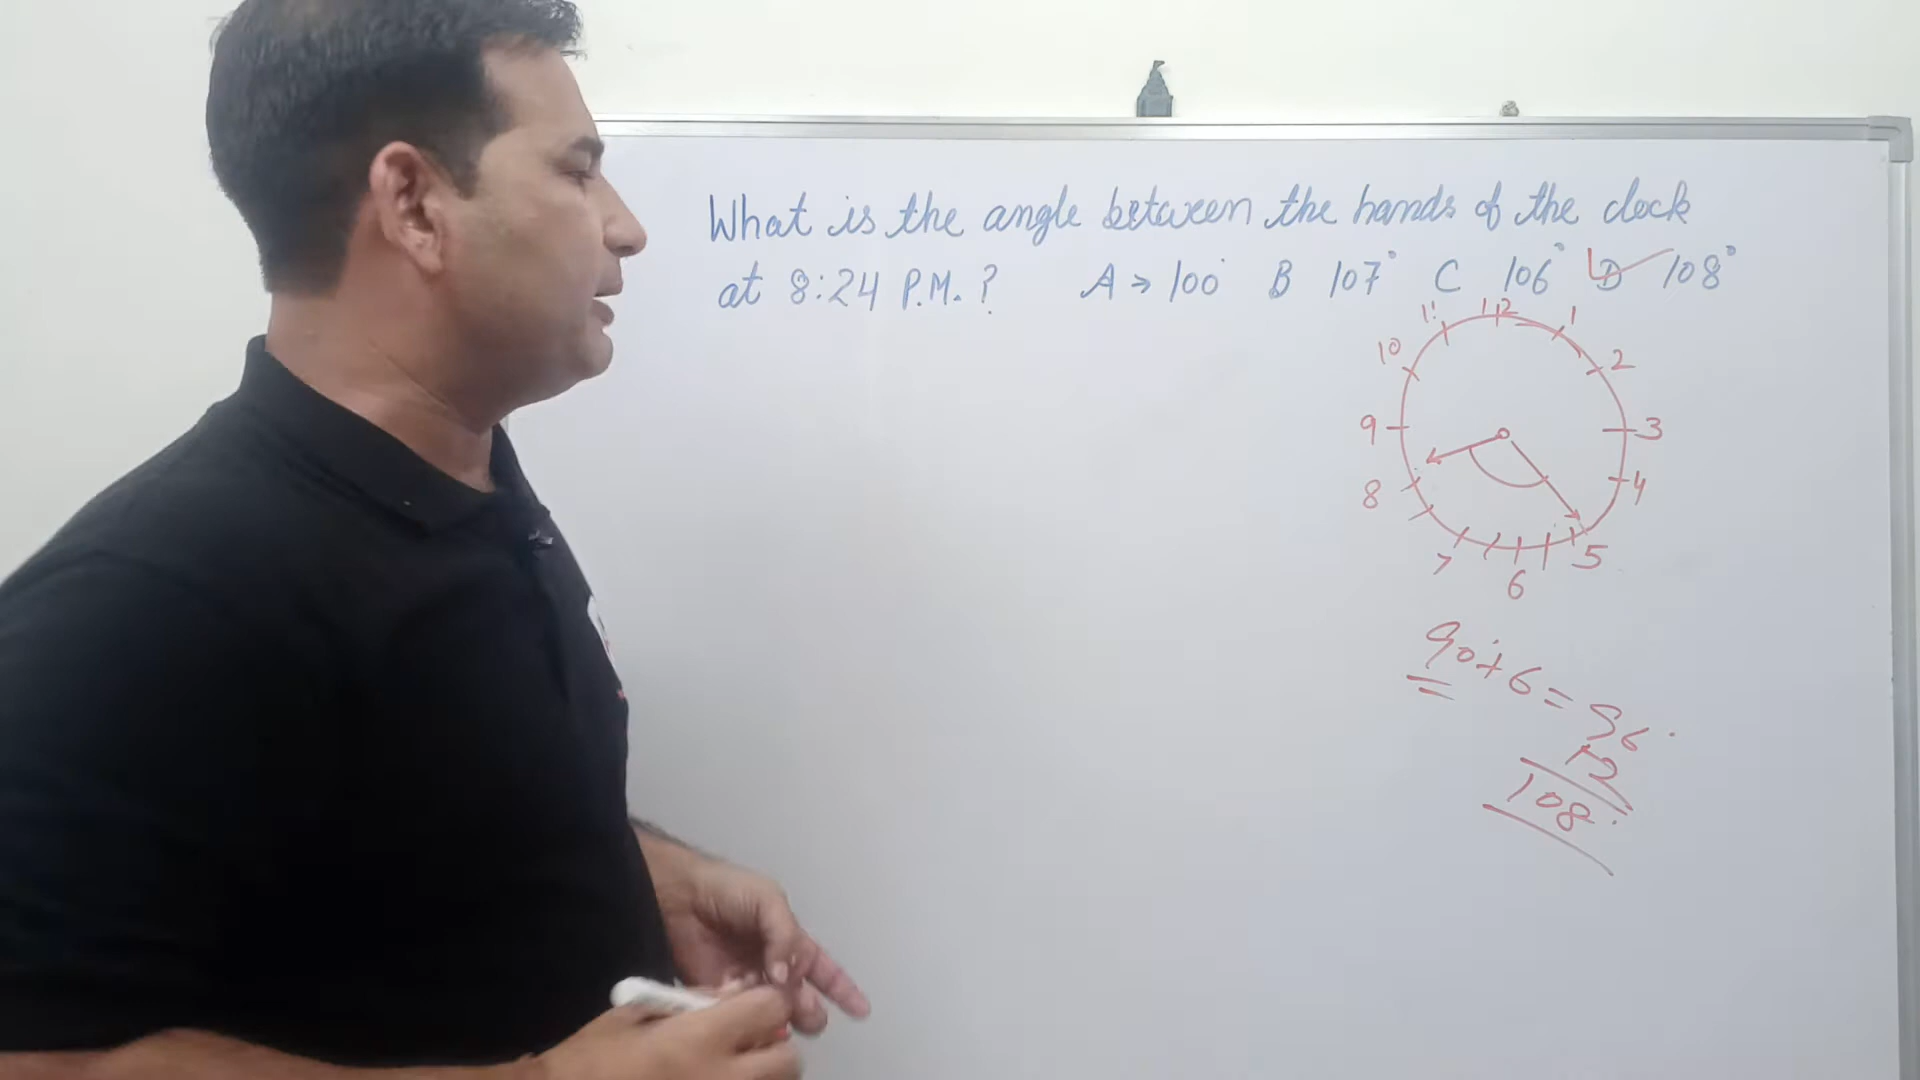 What is the angle between the hands of the clock
at 8:24 P.M.? A → 100° B 107° C 106° D 108°
11 12 1
10 2
9 3
8 4
7 5
6
90+6=96°
12
108°